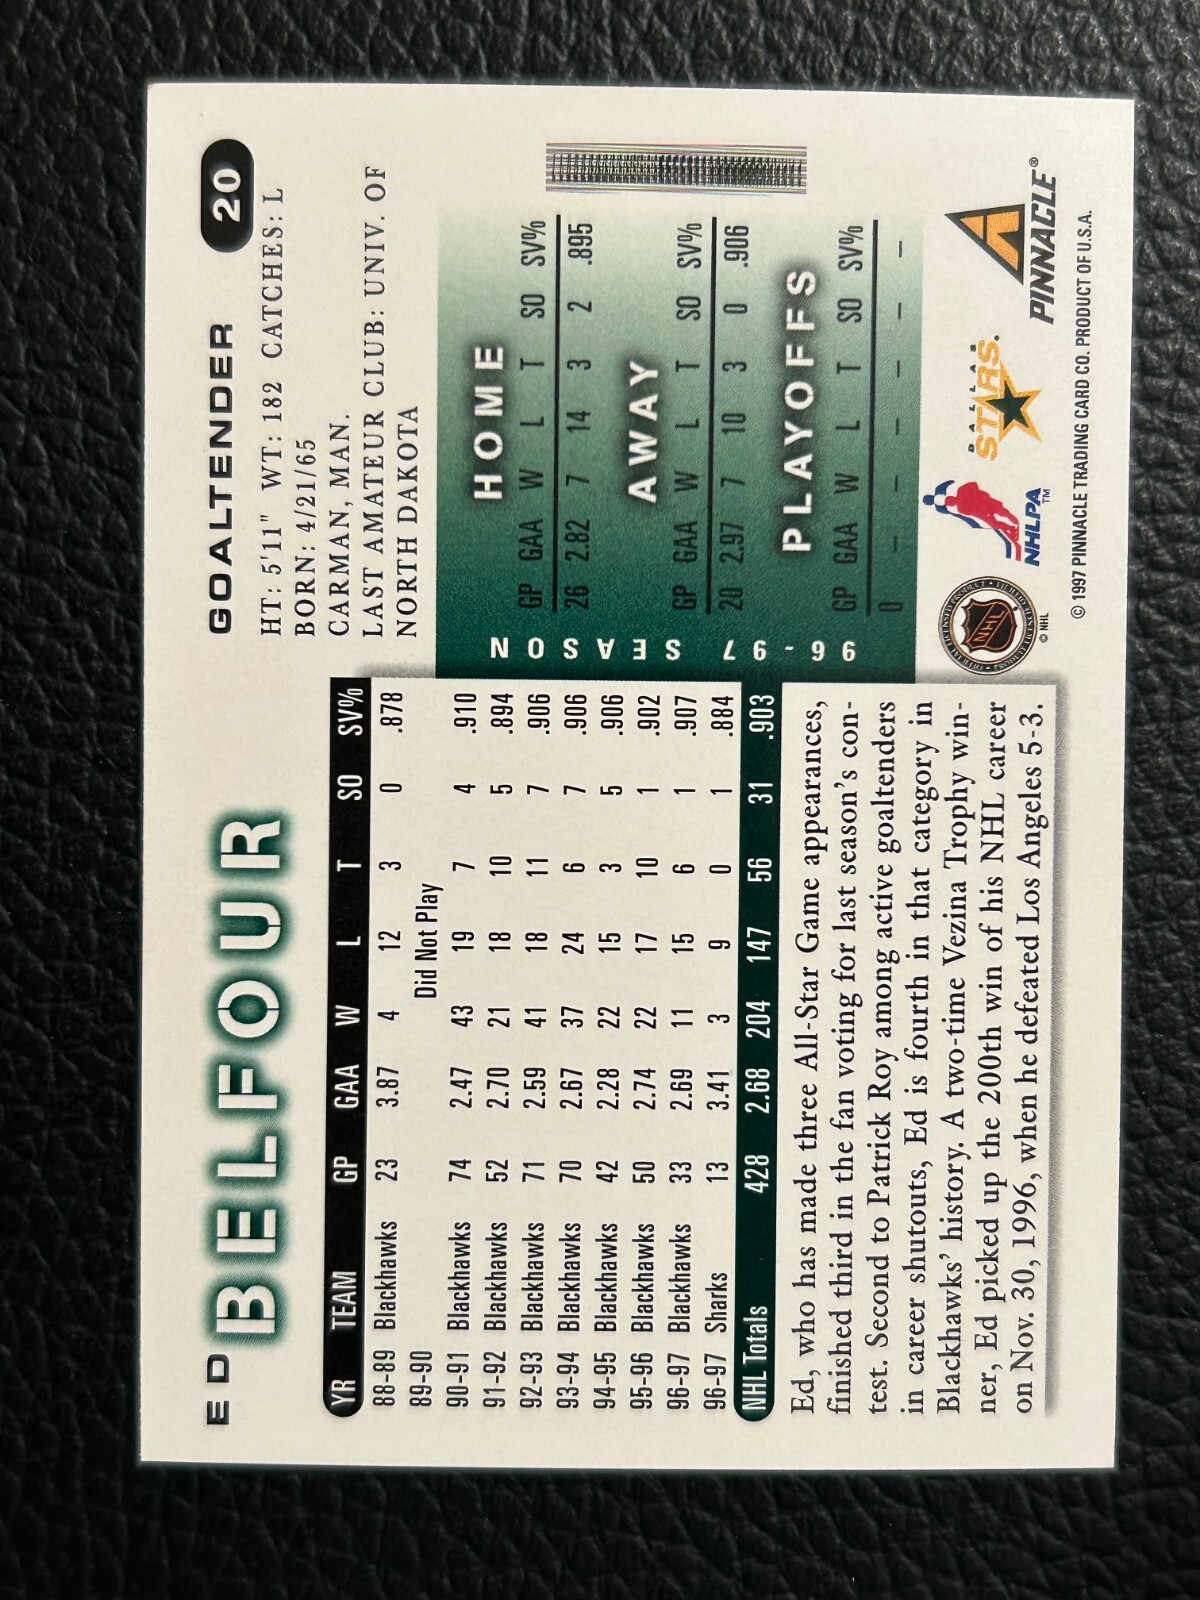 ED BELFOUR
GOALTENDER 20
HT: 5'11" WT: 182 CATCHES: L
BORN: 4/21/65
CARMAN, MAN.
LAST AMATEUR CLUB: UNIV. OF
NORTH DAKOTA
YR TEAM GP GAA W L T SO SV%
88-89 Blackhawks 23 3.87 4 12 3 0 .878
89-90 Did Not Play
90-91 Blackhawks 74 2.47 43 19 7 4 .910
91-92 Blackhawks 52 2.70 21 18 10 5 .894
92-93 Blackhawks 71 2.59 41 18 11 7 .906
93-94 Blackhawks 70 2.67 37 24 6 7 .906
94-95 Blackhawks 42 2.28 22 15 3 5 .906
95-96 Blackhawks 50 2.74 22 17 10 1 .902
96-97 Blackhawks 33 2.69 11 15 6 1 .907
96-97 Sharks 13 3.41 3 9 0 1 .884
NHL Totals 428 2.68 204 147 56 31 .903
Ed, who has made three All-Star Game appearances,
finished third in the fan voting for last season's con-
test. Second to Patrick Roy among active goaltenders
in career shutouts, Ed is fourth in that category in
Blackhawks' history. A two-time Vezina Trophy win-
ner, Ed picked up the 200th win of his NHL career
on Nov. 30, 1996, when he defeated Los Angeles 5-3.
96-97 SEASON
HOME
GP GAA W L T SO SV%
26 2.82 7 14 3 2 .895
AWAY
GP GAA W L T SO SV%
20 2.97 7 10 3 0 .906
PLAYOFFS
GP GAA W L T SO SV%
0 – – – – – –
NHL
© NHL
NHLPA™
DALLAS
STARS.
PINNACLE®
© 1997 PINNACLE TRADING CARD CO. PRODUCT OF U.S.A.